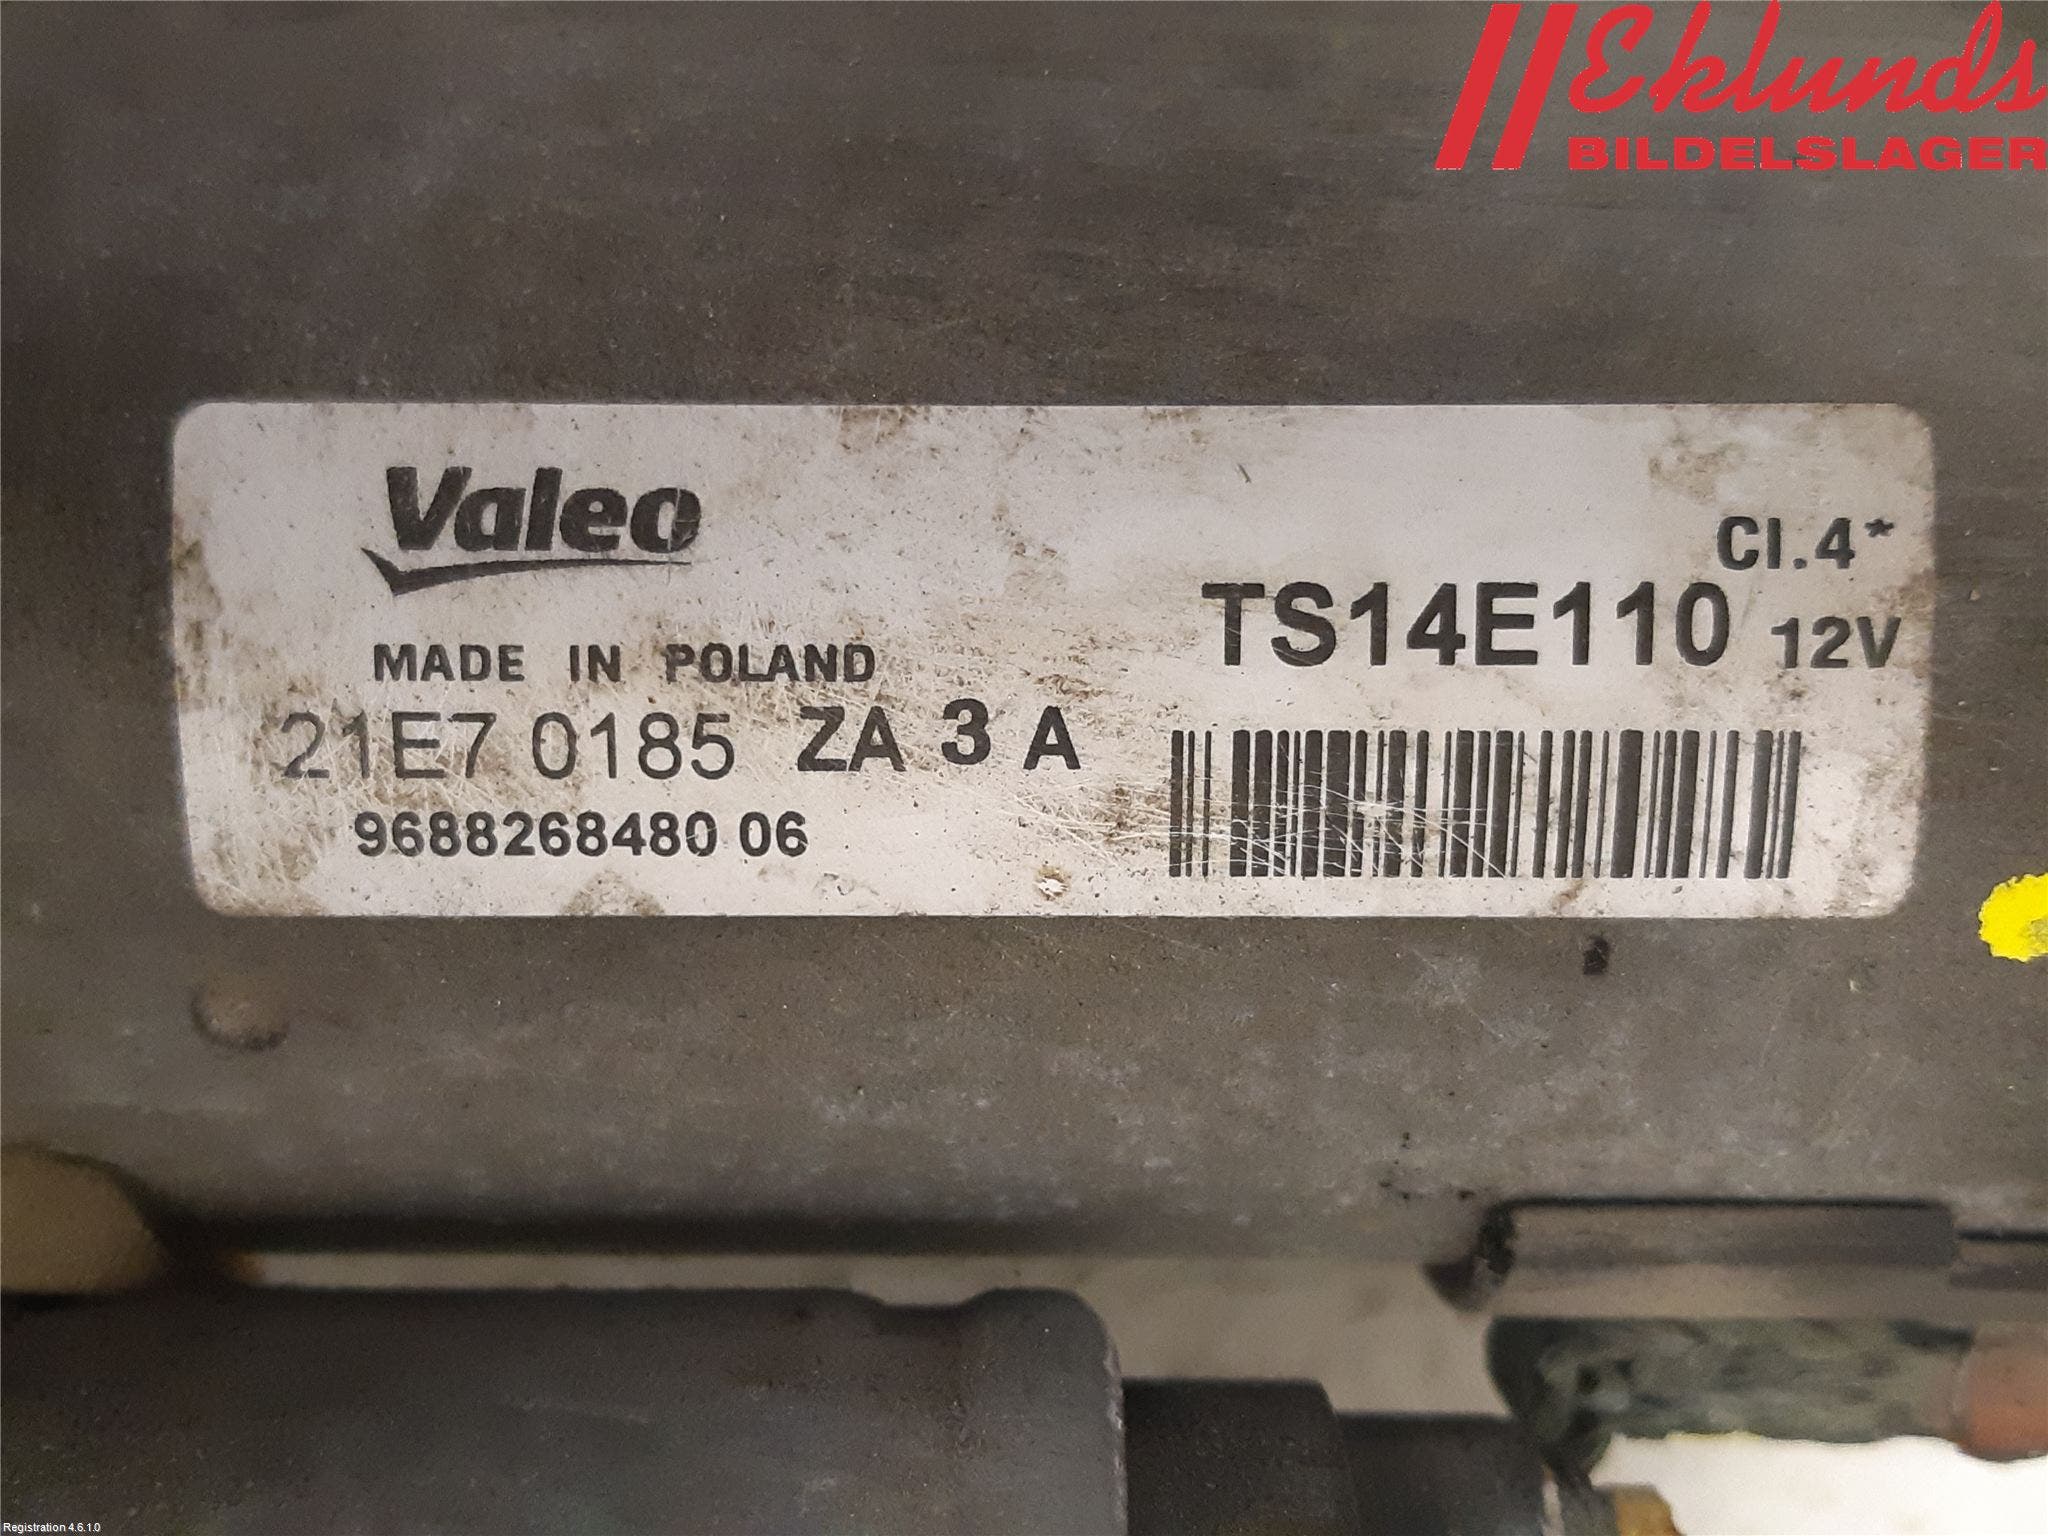 Eklunds
BILDELSLAGER
Valeo
Cl.4*
TS14E110 12V
MADE IN POLAND
21E7 0185 ZA 3 A
9688268480 06
Registration 4.6.1.0